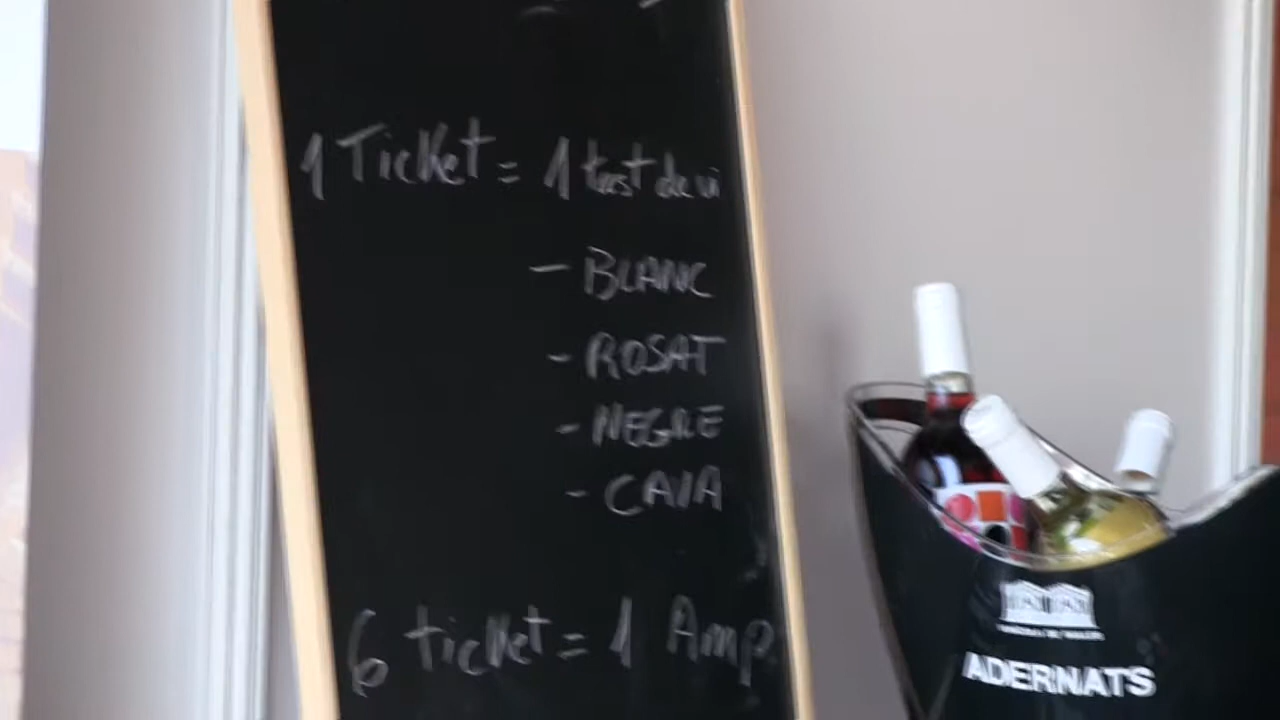 1 Ticket = 1 tast de vi
- BLANC
- ROSAT
- NEGRE
- CAVA
6 ticket = 1 Amp.
ADERNATS